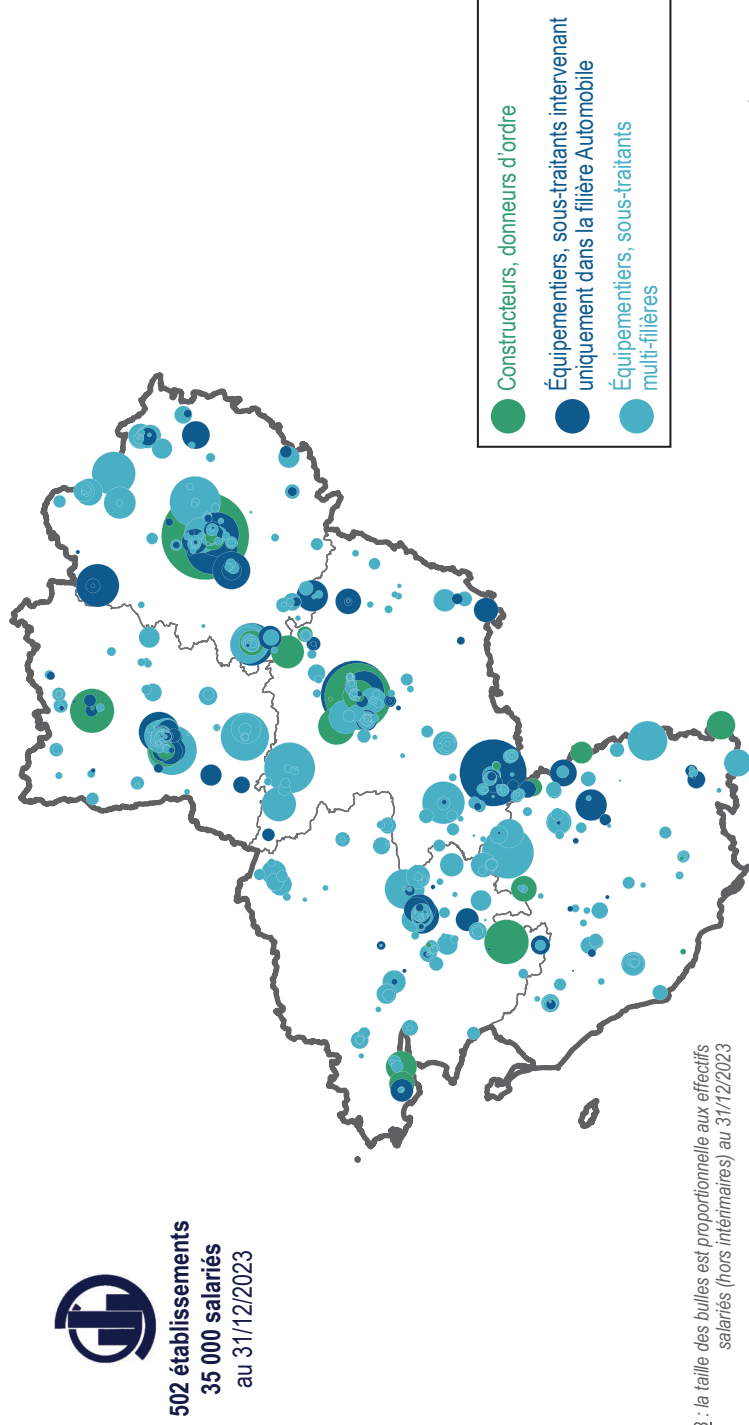 502 établissements
35 000 salariés
au 31/12/2023
Constructeurs, donneurs d'ordre
Équipementiers, sous-traitants intervenant
uniquement dans la filière Automobile
Équipementiers, sous-traitants
multi-filières
: la taille des bulles est proportionnelle aux effectifs
salariés (hors intérimaires) au 31/12/2023